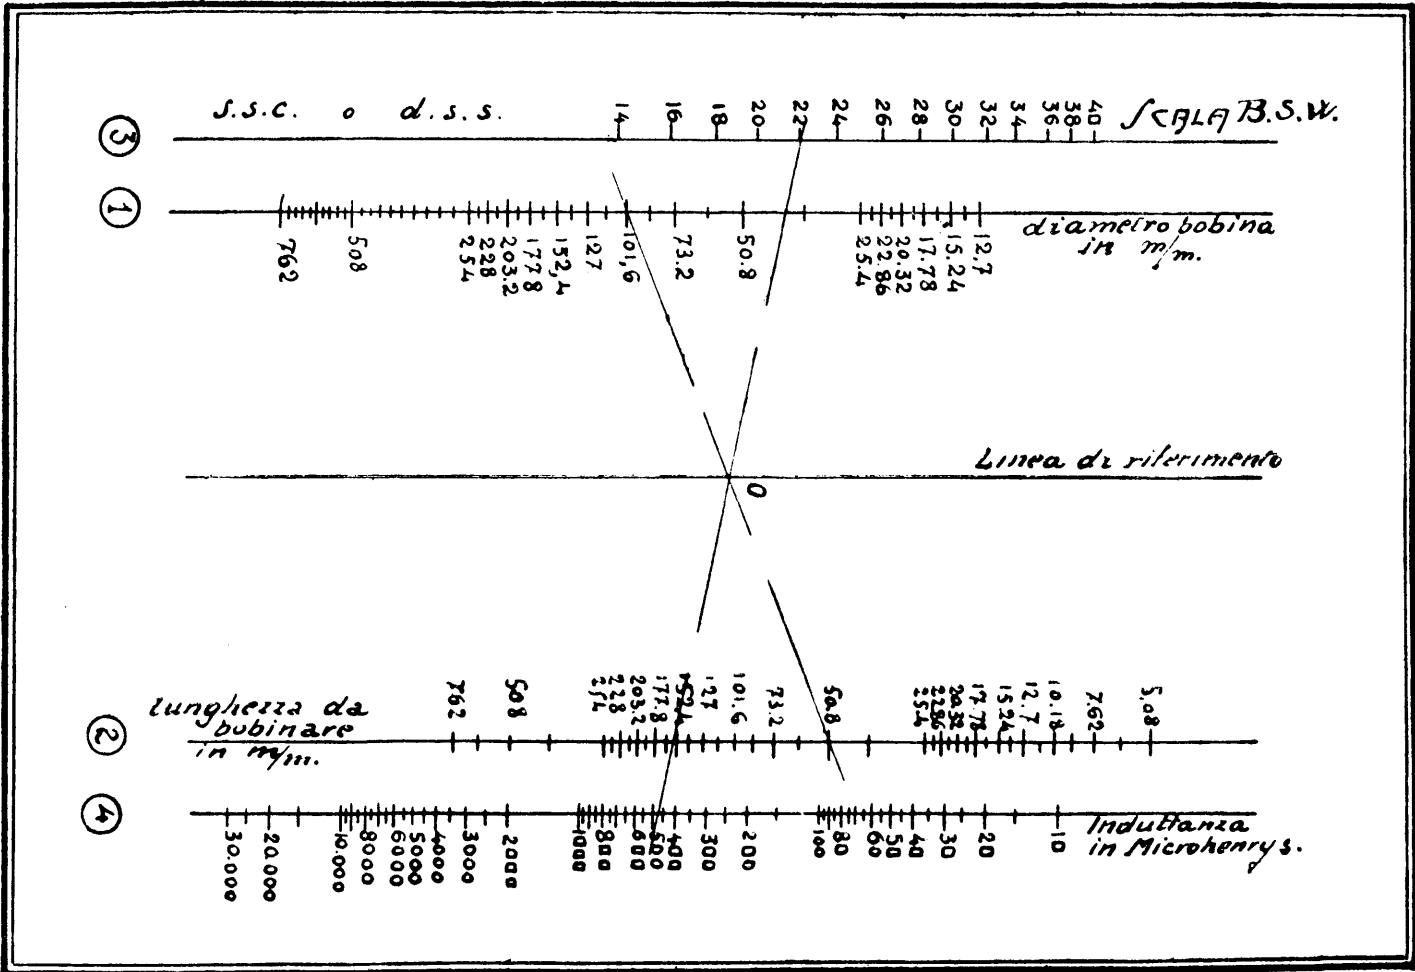 S.S.C. o d.s.s.
14 16 18 20 22 24 26 28 30 32 34 36 38 40
SCALA B.S.W.
3
1
762 508 254 228 203.2 177.8 152,4 127 101,6 73.2 50.8 25.4 22.86 20.32 17.78 15.24 12.7
diametro bobina
in m/m.
Linea di riferimento
O
lunghezza da
bobinare
in m/m.
2
762 508 254 228 203.2 177.8 152.4 127 101.6 73.2 50.8 25.4 22.86 20.32 17.78 15.24 12.7 10.18 7.62 5.08
4
30.000 20.000 10.000 8000 6000 5000 4000 3000 2000 1000 800 600 500 400 300 200 100 80 60 50 40 30 20 10
Induttanza
in Microhenrys.